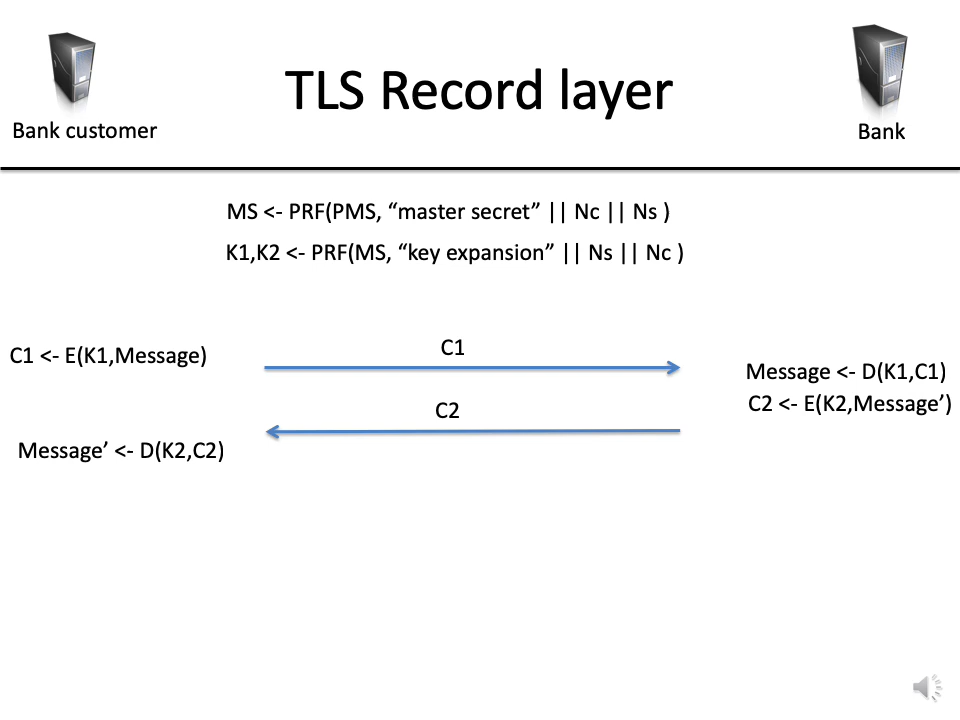 TLS Record layer
Bank customer
Bank
MS <- PRF(PMS, “master secret” || Nc || Ns )
K1,K2 <- PRF(MS, “key expansion” || Ns || Nc )
C1 <- E(K1,Message)
C1
Message <- D(K1,C1)
C2 <- E(K2,Message’)
C2
Message’ <- D(K2,C2)